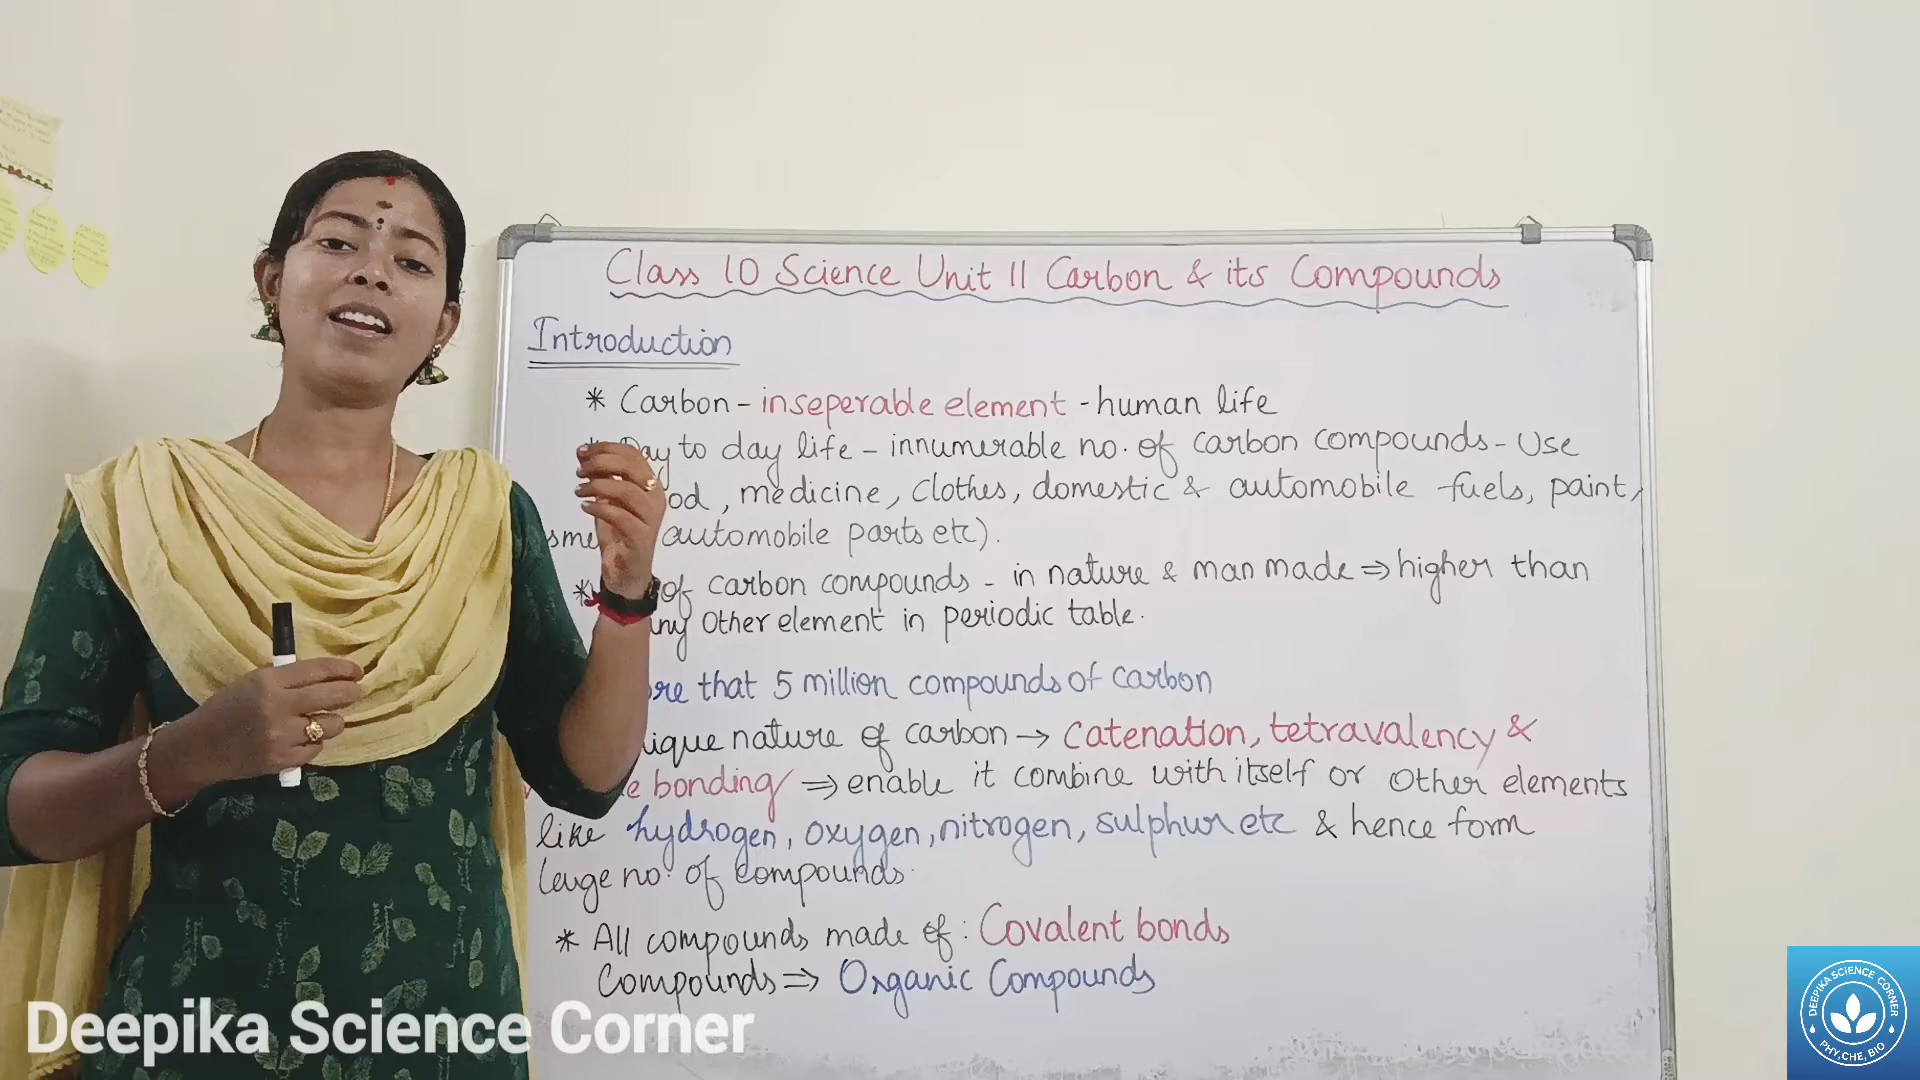 Class 10 Science Unit 11 Carbon & its Compounds
Introduction
* Carbon - inseperable element - human life
* Day to day life - innumerable no. of carbon compounds - Use
, medicine, clothes, domestic & automobile fuels, paint,
automobile parts etc).
* of carbon compounds - in nature & man made ⇒ higher than
any Other element in periodic table.
that 5 million compounds of carbon
nature of carbon → Catenation, tetravalency &
bonding ⇒ enable it combine with itself or Other elements
like hydrogen, oxygen, nitrogen, sulphur etc & hence form
large no. of Compounds.
* All compounds made of: Covalent bonds
Compounds ⇒ Organic Compounds
Deepika Science Corner
DEEPIKA SCIENCE CORNER
PHY, CHE, BIO